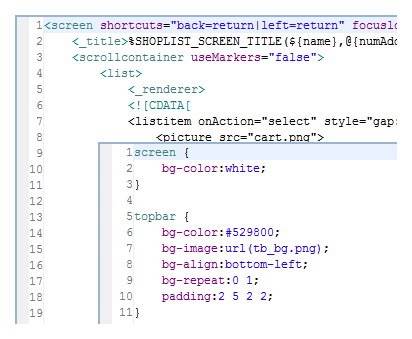 1<screen shortcuts="back=return|left=return"
2 <_title>%SHOPLIST_SCREEN_TITLE(${name},@{numAdd
3 <scrollcontainer useMarkers="false">
4 <list>
5 <_renderer>
6 <![CDATA[
7 <listitem onAction="select" style="gap:
8 <picture src="cart.png">
9
10
11
12
13
14
15
16
17
18
19
1 screen {
2 bg-color:white;
3 }
4
5 topbar {
6 bg-color:#529800;
7 bg-image:url(tb_bg.png);
8 bg-align:bottom-left;
9 bg-repeat:0 1;
10 padding:2 5 2 2;
11 }